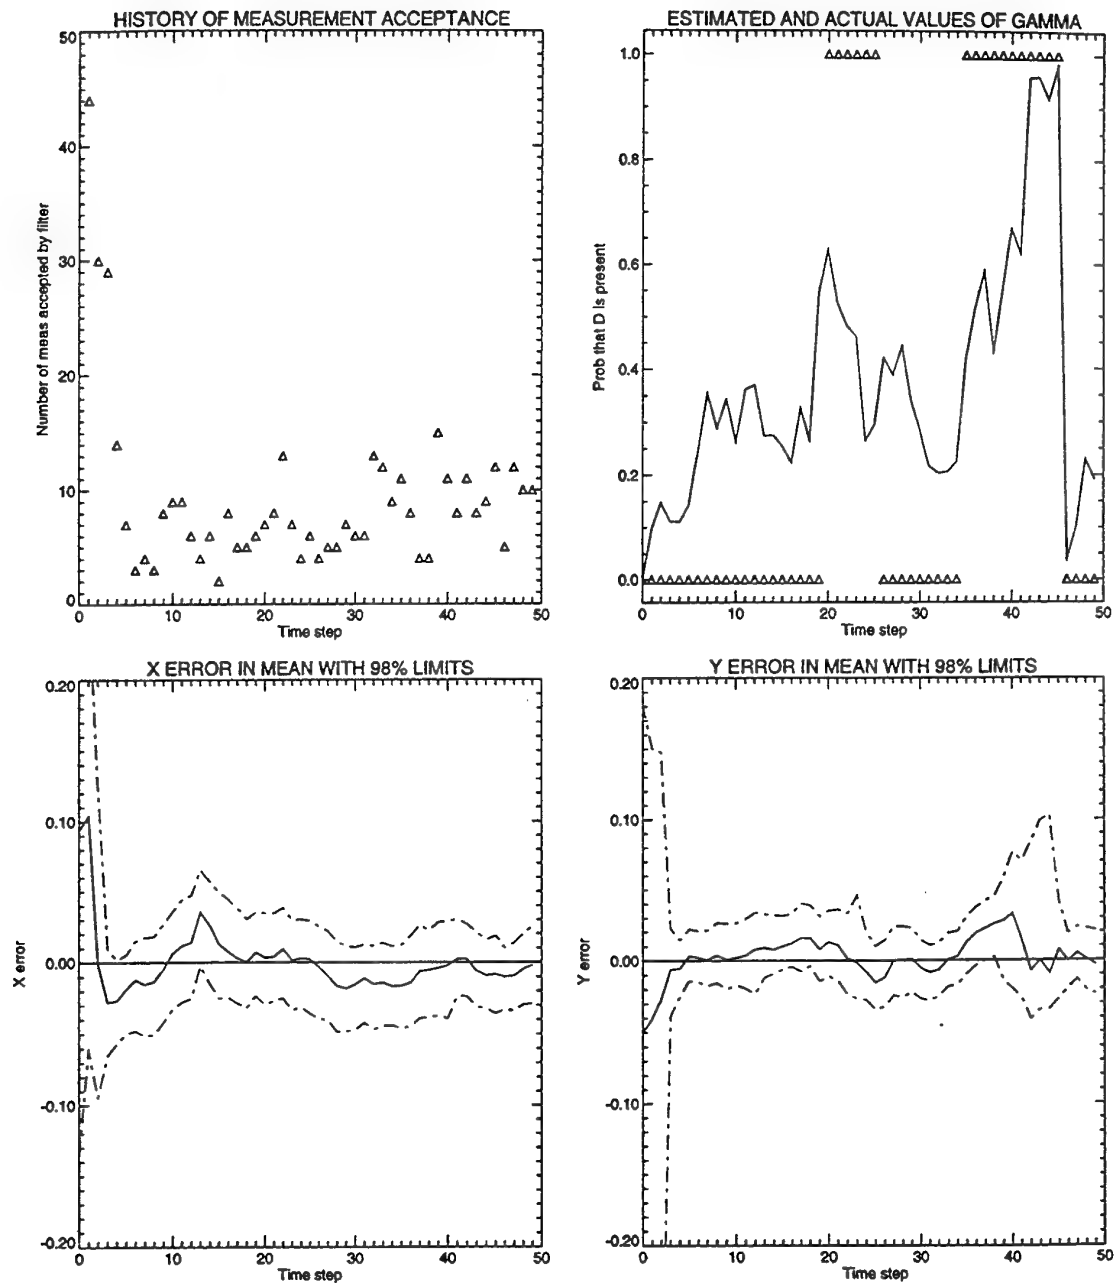 HISTORY OF MEASUREMENT ACCEPTANCE
50
40
30
20
10
0
Number of meas accepted by filter
0 10 20 30 40 50
Time step
ESTIMATED AND ACTUAL VALUES OF GAMMA
1.0
0.8
0.6
0.4
0.2
0.0
Prob that D is present
0 10 20 30 40 50
Time step
X ERROR IN MEAN WITH 98% LIMITS
0.20
0.10
0.00
-0.10
-0.20
X error
0 10 20 30 40 50
Time step
Y ERROR IN MEAN WITH 98% LIMITS
0.20
0.10
0.00
-0.10
-0.20
Y error
0 10 20 30 40 50
Time step